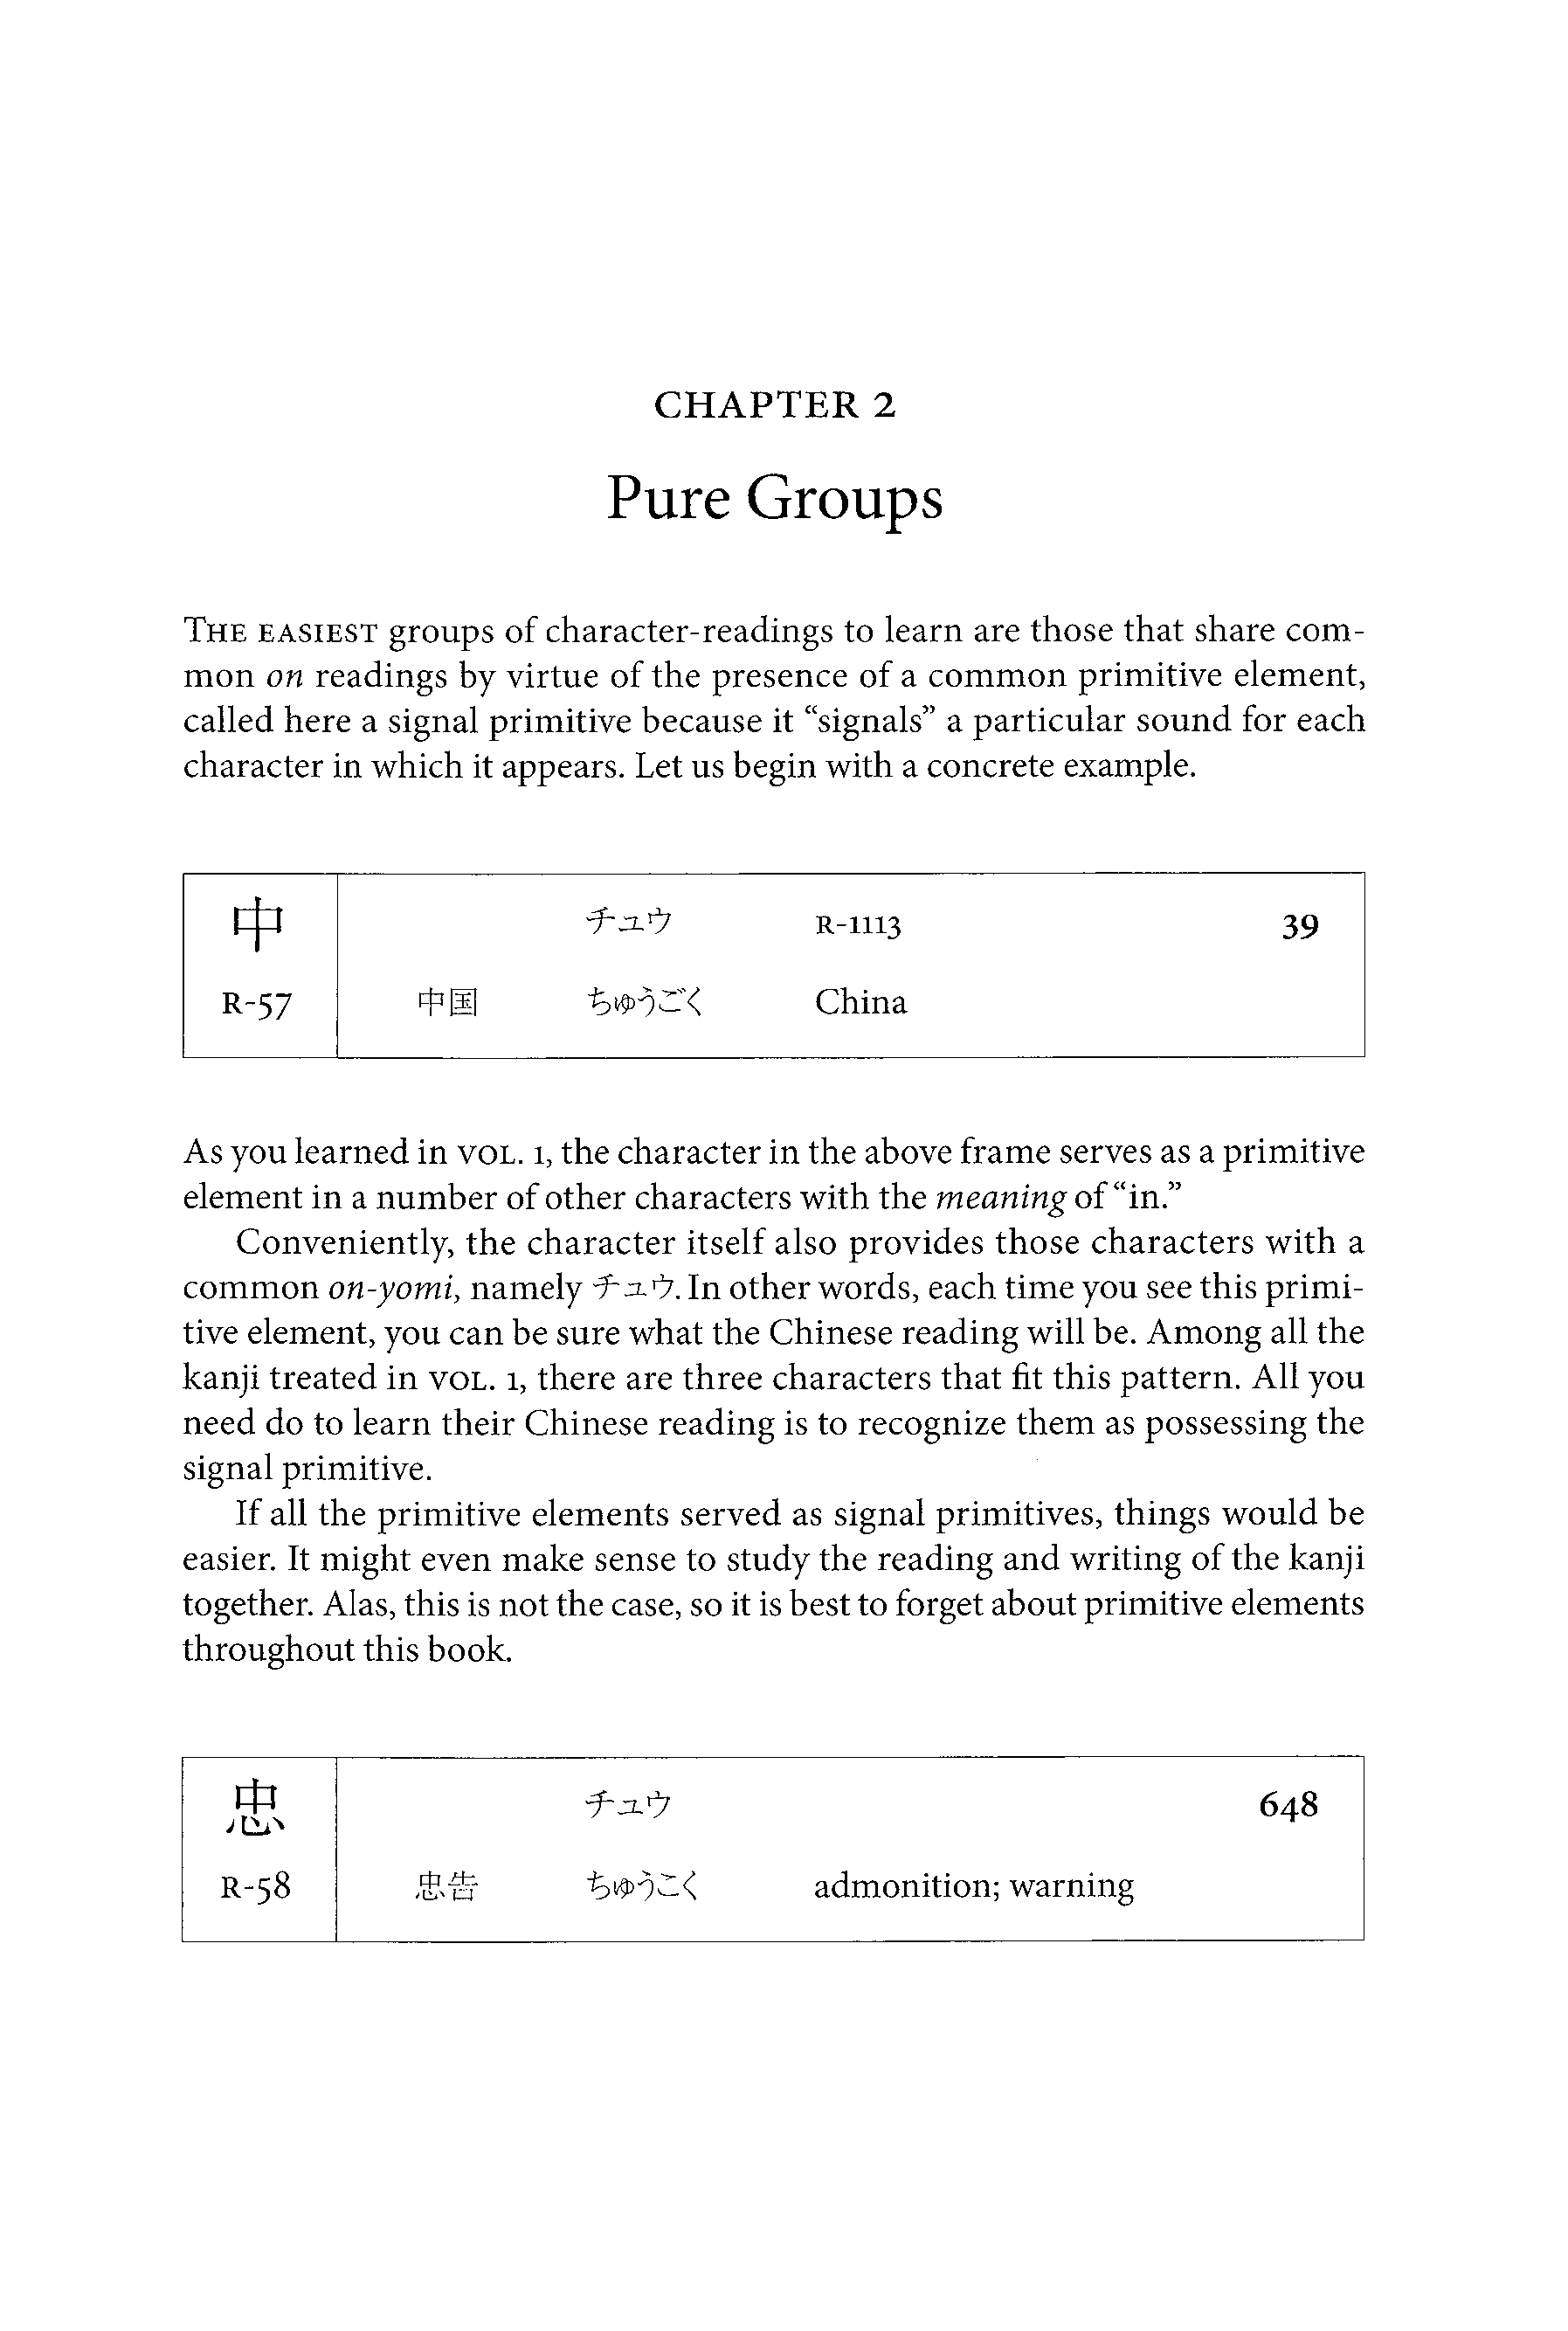 CHAPTER 2
Pure Groups
THE EASIEST groups of character-readings to learn are those that share com-
mon on readings by virtue of the presence of a common primitive element,
called here a signal primitive because it “signals” a particular sound for each
character in which it appears. Let us begin with a concrete example.
中 チュウ R-1113 39
R-57 中国 ちゅうごく China
As you learned in VOL. 1, the character in the above frame serves as a primitive
element in a number of other characters with the meaning of “in.”
Conveniently, the character itself also provides those characters with a
common on-yomi, namely チュウ. In other words, each time you see this primi-
tive element, you can be sure what the Chinese reading will be. Among all the
kanji treated in VOL. 1, there are three characters that fit this pattern. All you
need do to learn their Chinese reading is to recognize them as possessing the
signal primitive.
If all the primitive elements served as signal primitives, things would be
easier. It might even make sense to study the reading and writing of the kanji
together. Alas, this is not the case, so it is best to forget about primitive elements
throughout this book.
忠 チュウ 648
R-58 忠告 ちゅうこく admonition; warning